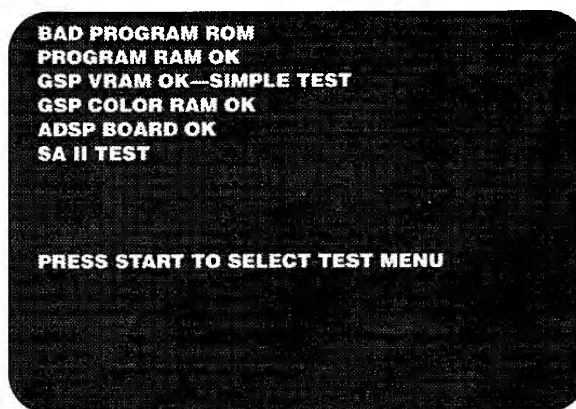 BAD PROGRAM ROM
PROGRAM RAM OK
GSP VRAM OK—SIMPLE TEST
GSP COLOR RAM OK
ADSP BOARD OK
SA II TEST
PRESS START TO SELECT TEST MENU